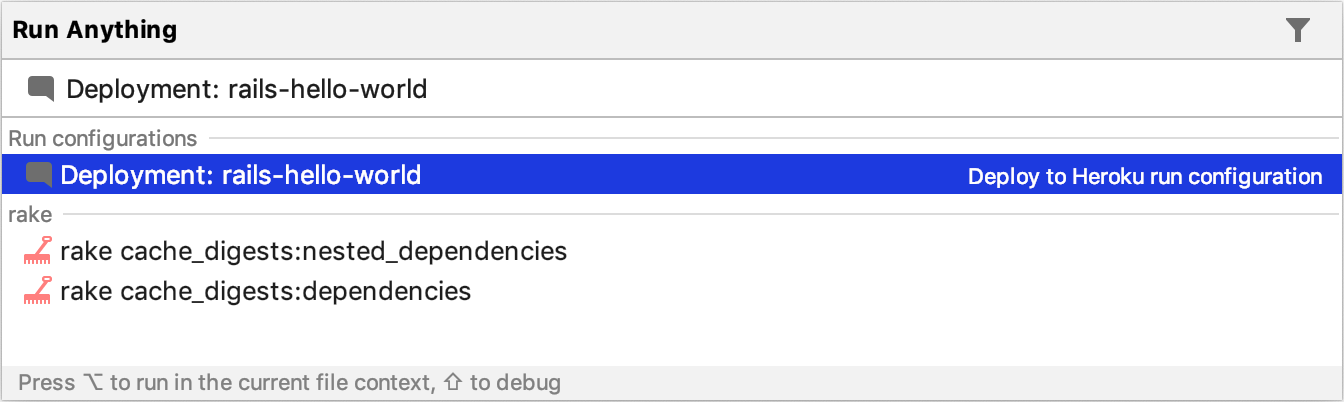 Run Anything
Deployment: rails-hello-world
Run configurations
Deployment: rails-hello-world Deploy to Heroku run configuration
rake
rake cache_digests:nested_dependencies
rake cache_digests:dependencies
Press ⌥ to run in the current file context, ⇧ to debug